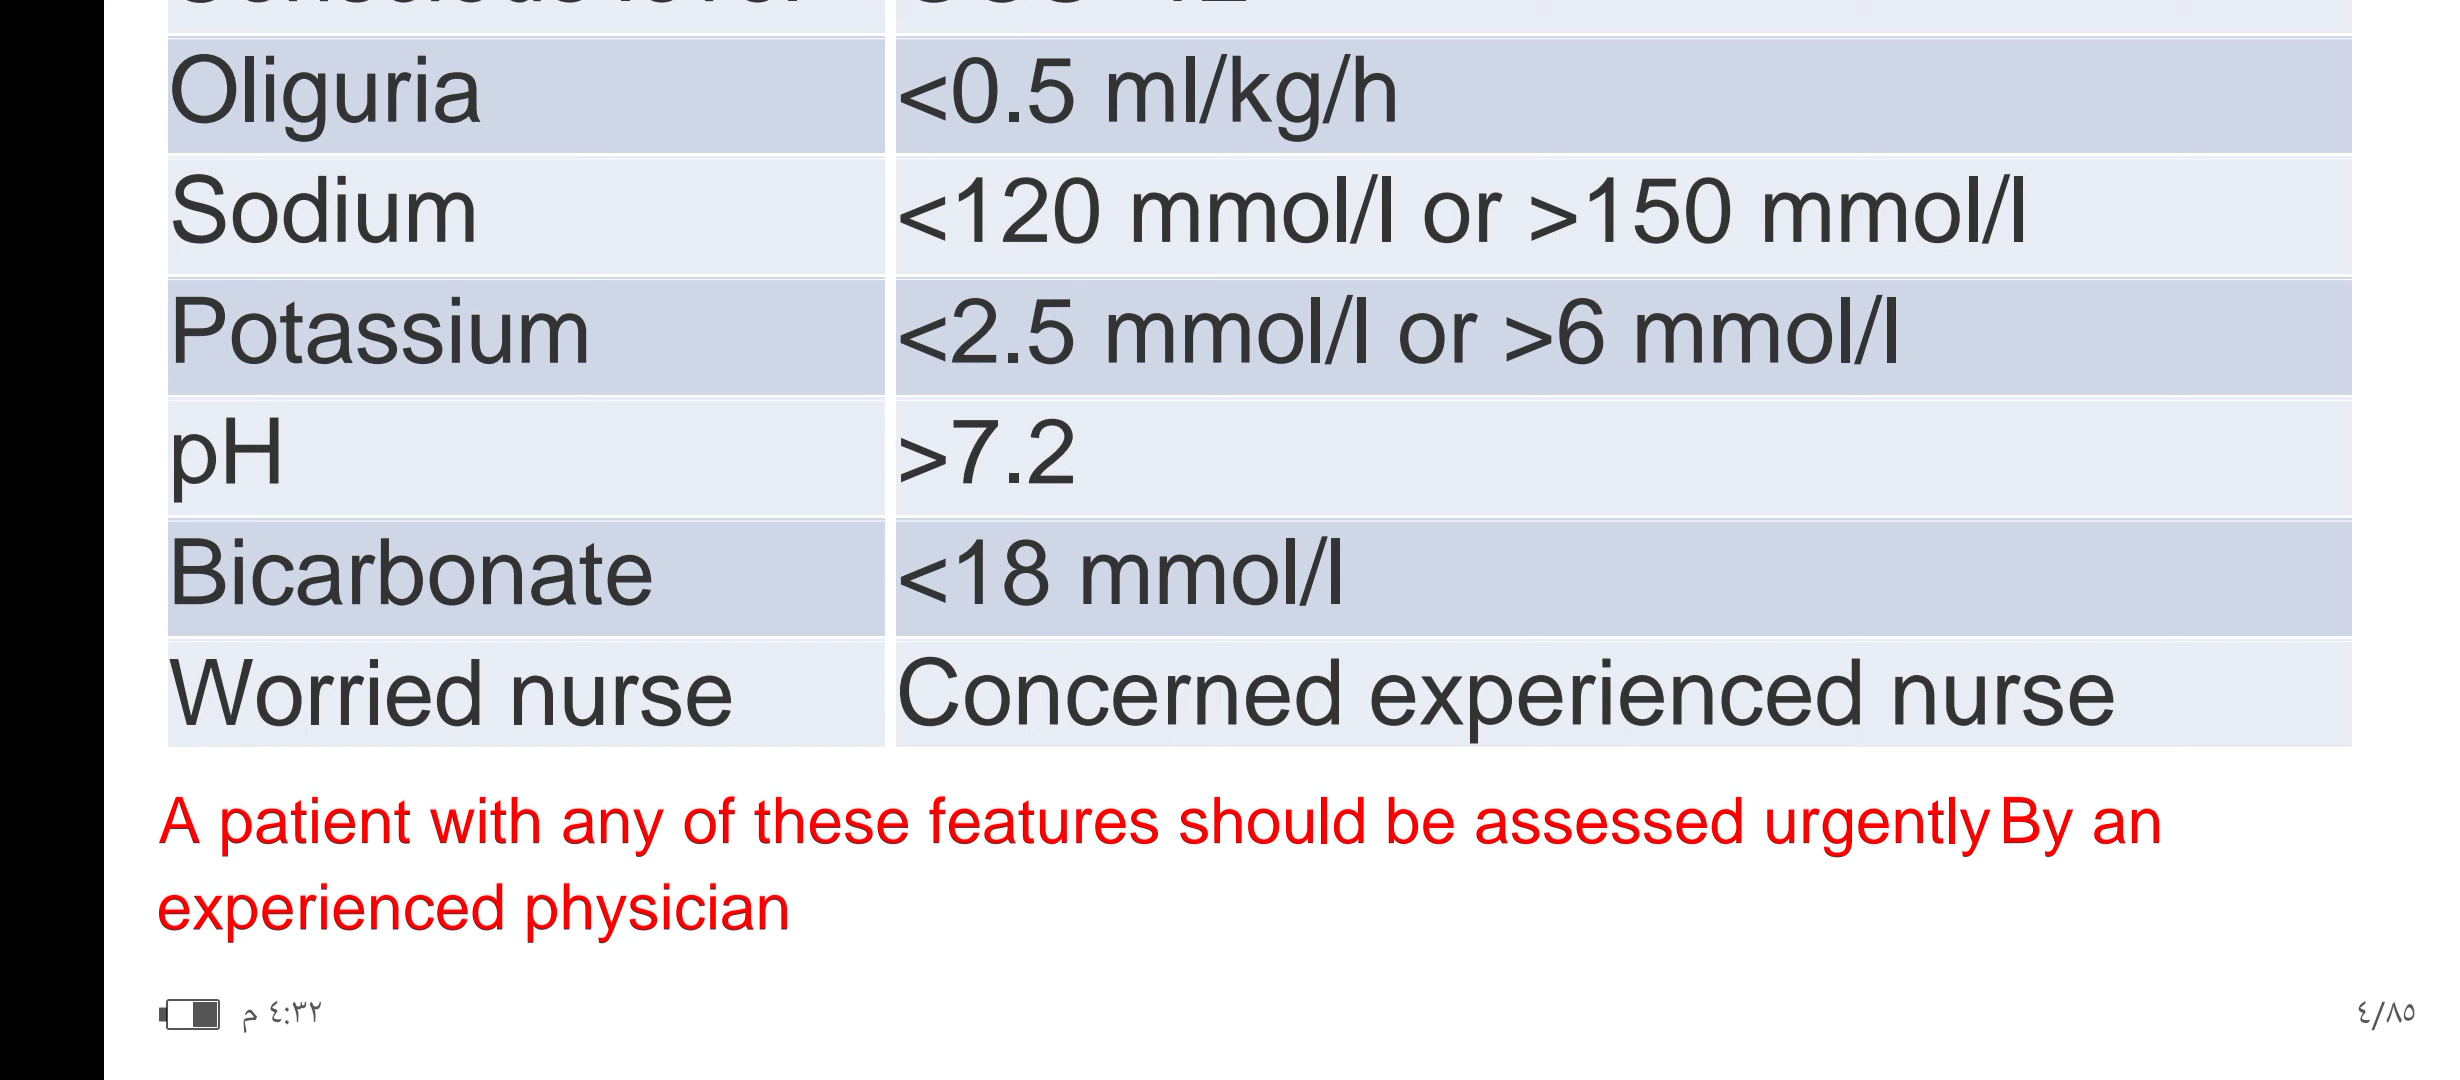 Oliguria <0.5 ml/kg/h
Sodium <120 mmol/l or >150 mmol/l
Potassium <2.5 mmol/l or >6 mmol/l
pH >7.2
Bicarbonate <18 mmol/l
Worried nurse Concerned experienced nurse
A patient with any of these features should be assessed urgently By an
experienced physician
٤:٣٢ م
٤/٨٥